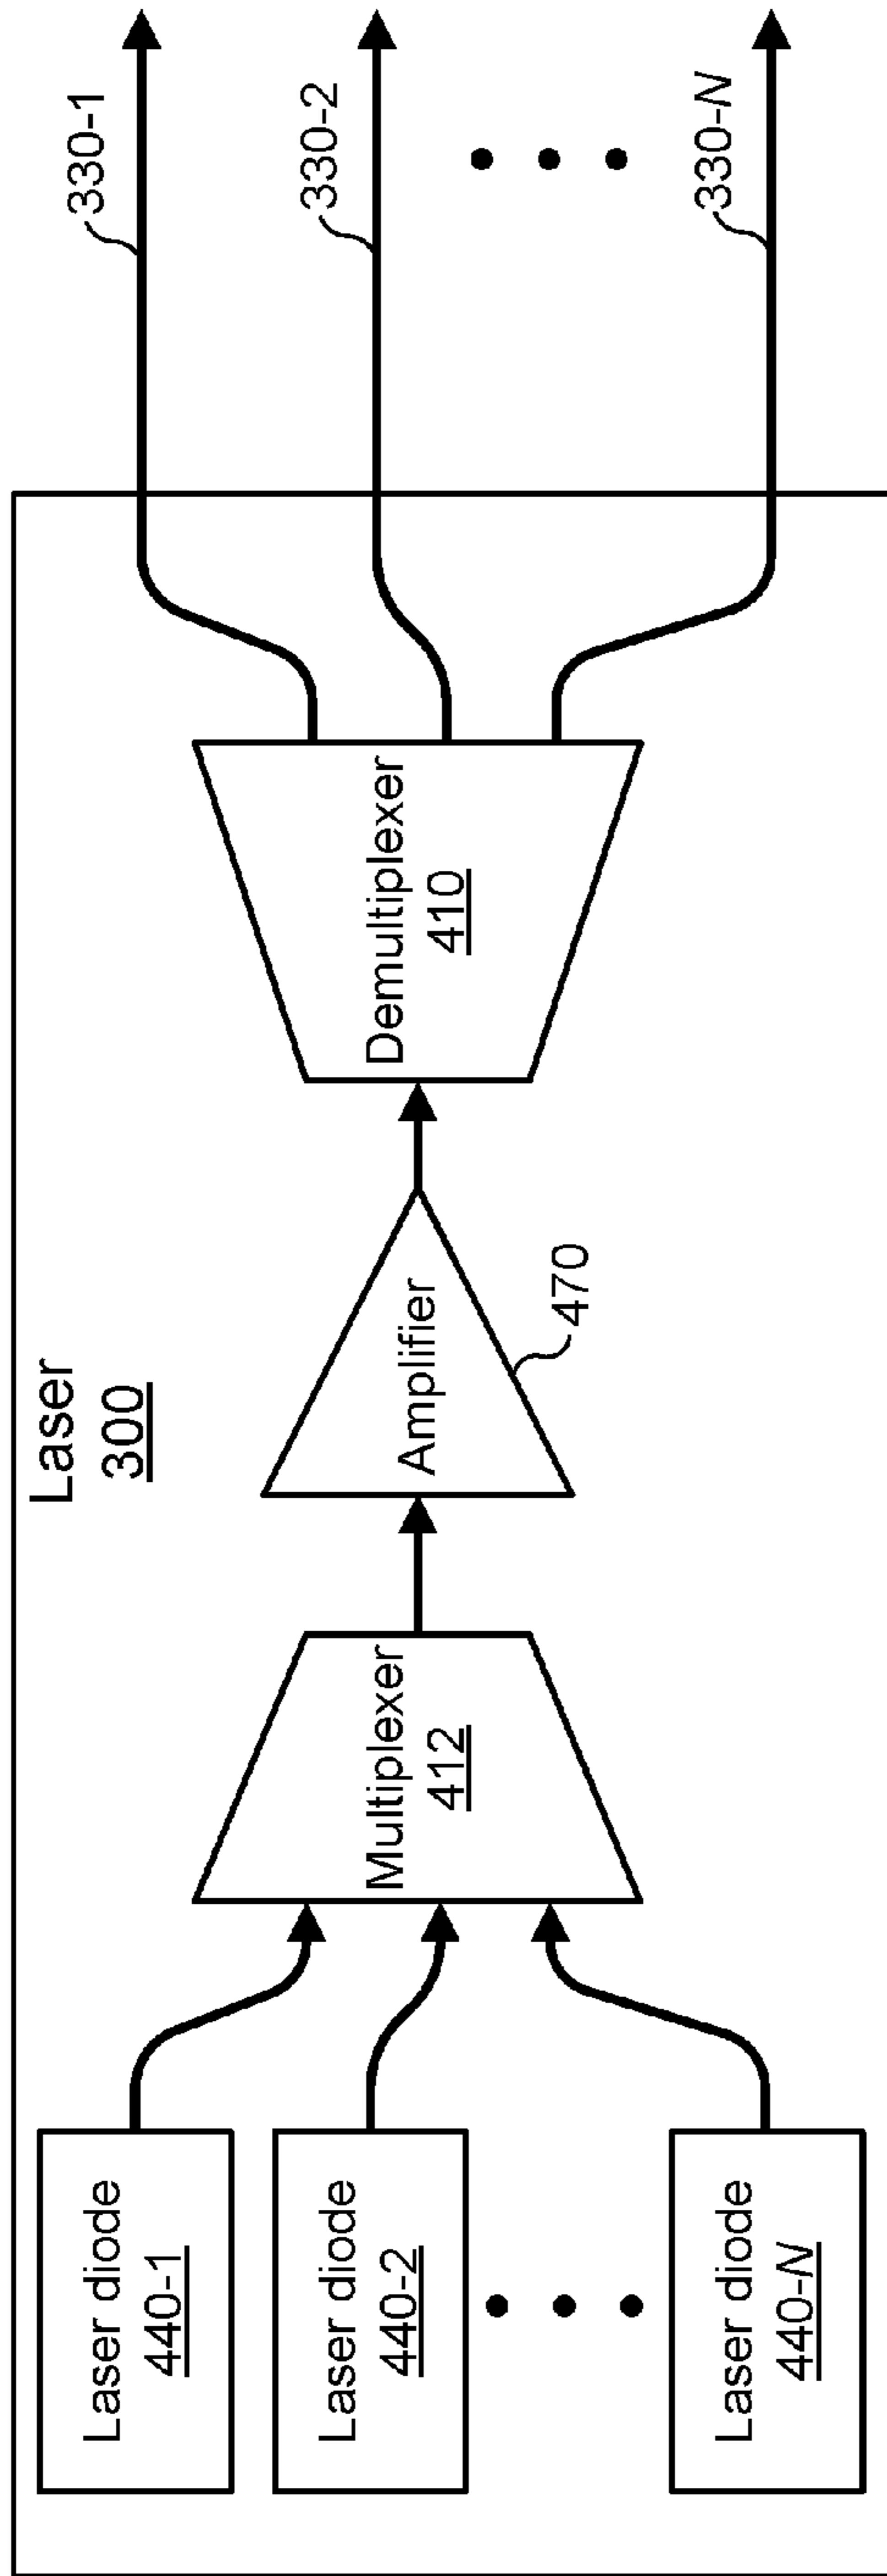 Laser
300
Laser diode
440-1
Laser diode
440-2
Laser diode
440-N
Multiplexer
412
Amplifier
470
Demultiplexer
410
330-1
330-2
330-N